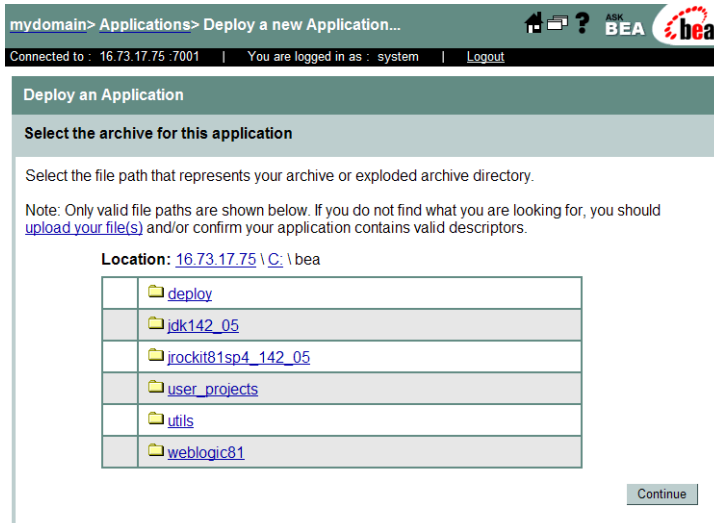 mydomain> Applications> Deploy a new Application...
? ASK BEA bea
Connected to : 16.73.17.75 :7001 | You are logged in as : system | Logout
Deploy an Application
Select the archive for this application
Select the file path that represents your archive or exploded archive directory.
Note: Only valid file paths are shown below. If you do not find what you are looking for, you should
upload your file(s) and/or confirm your application contains valid descriptors.
Location: 16.73.17.75 \ C: \ bea
deploy
jdk142_05
jrockit81sp4_142_05
user_projects
utils
weblogic81
Continue